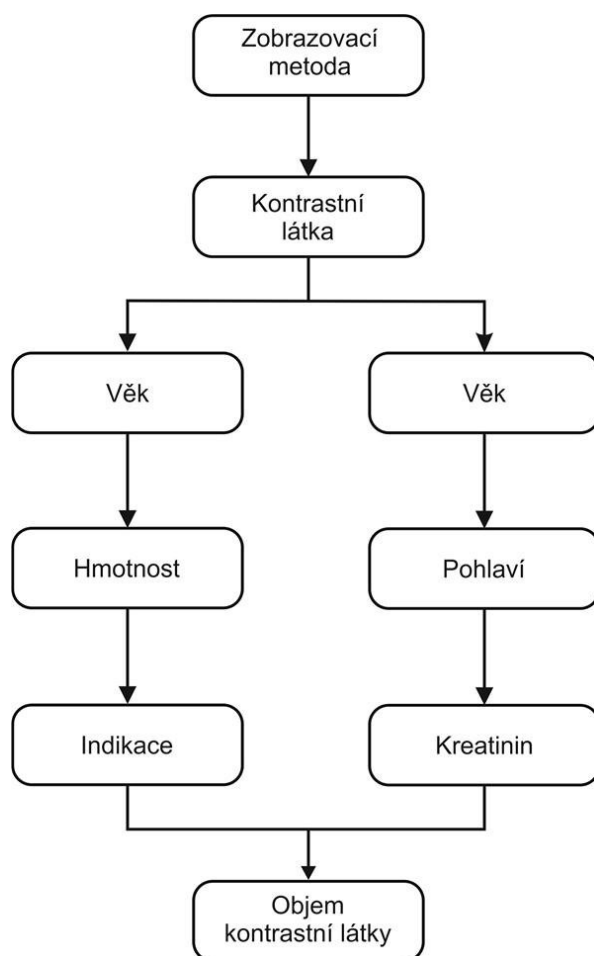 Zobrazovací
metoda
Kontrastní
látka
Věk
Věk
Hmotnost
Pohlaví
Indikace
Kreatinin
Objem
kontrastní látky